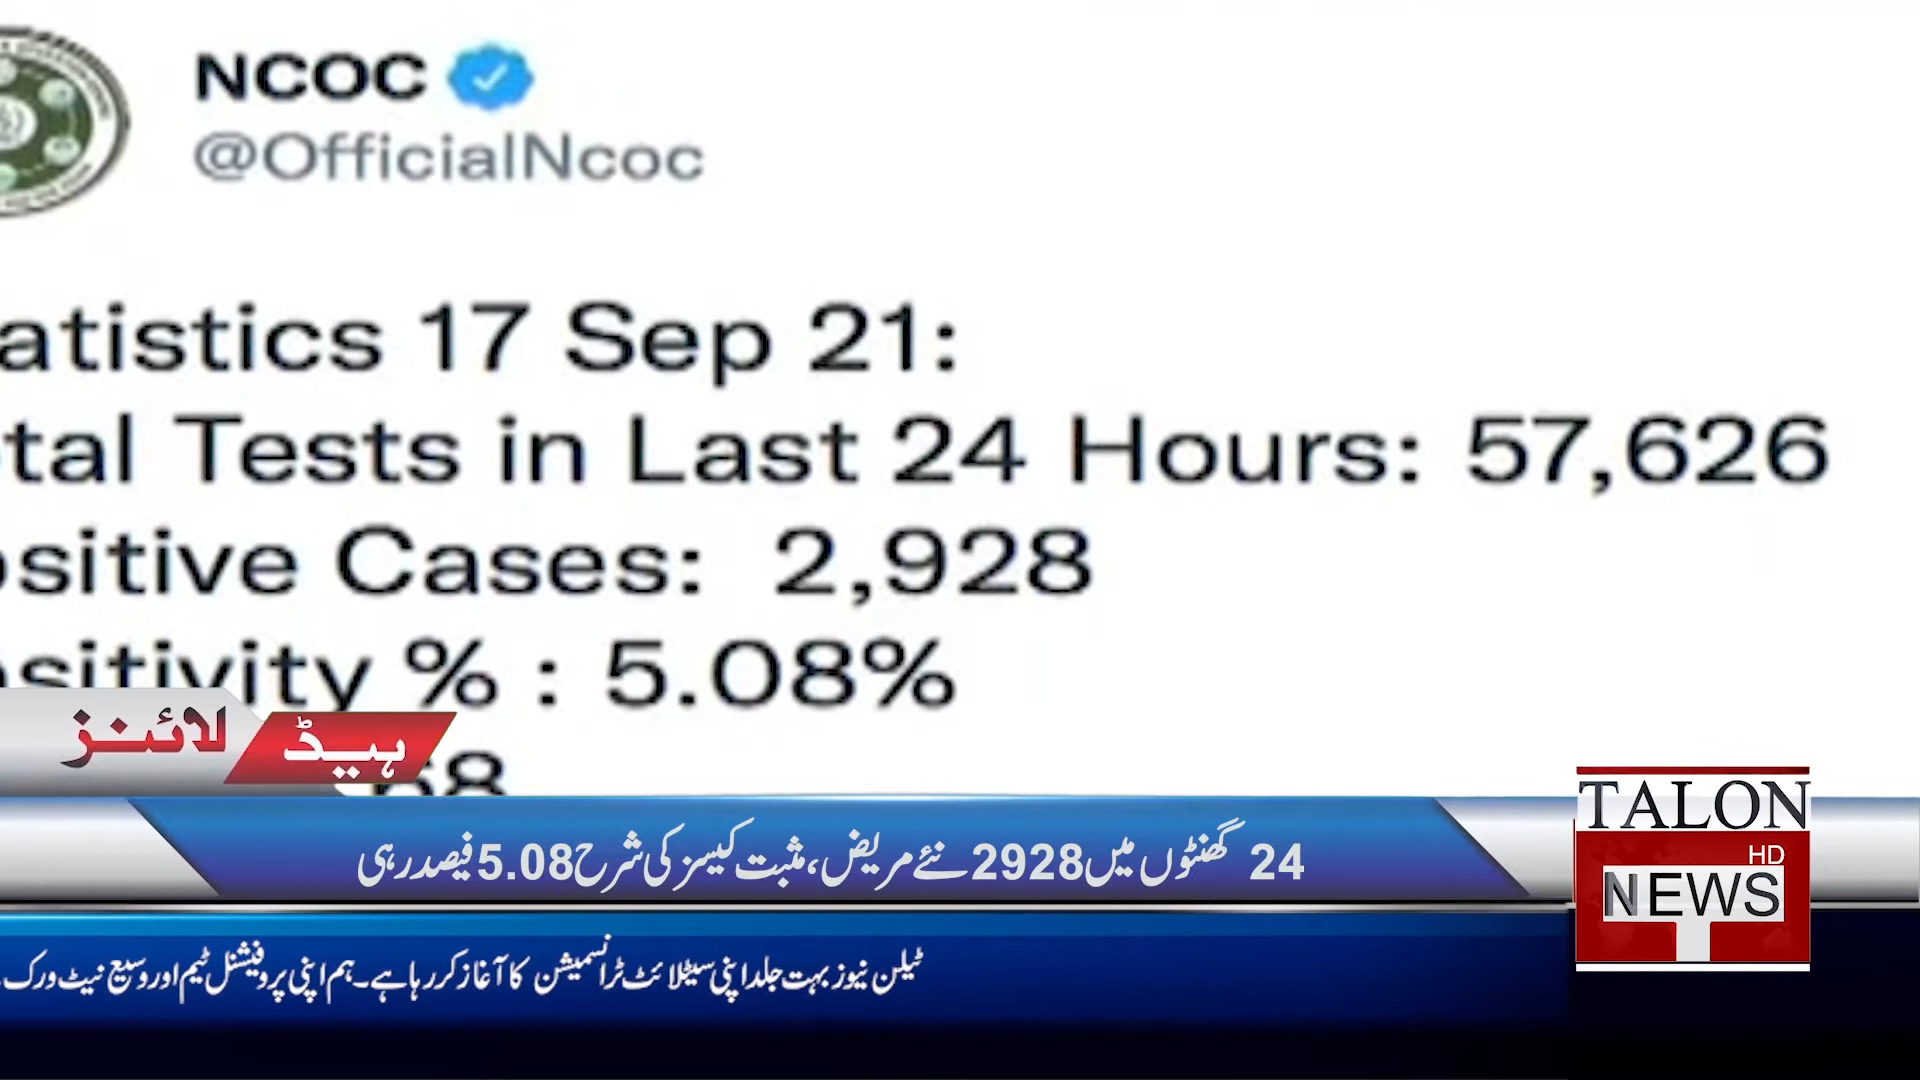 NCOC
@OfficialNcoc
atistics 17 Sep 21:
tal Tests in Last 24 Hours: 57,626
sitive Cases: 2,928
sitivity % : 5.08%
68
ہیڈ لائنز
24 گھنٹوں میں 2928 نئے مریض، مثبت کیسز کی شرح 5.08 فیصد رہی
TALON
HD
NEWS
ٹیلن نیوز بہت جلد اپنی سیٹلائٹ ٹرانسمیشن کا آغاز کر رہا ہے۔ ہم اپنی پروفیشنل ٹیم اور وسیع نیٹ ورک